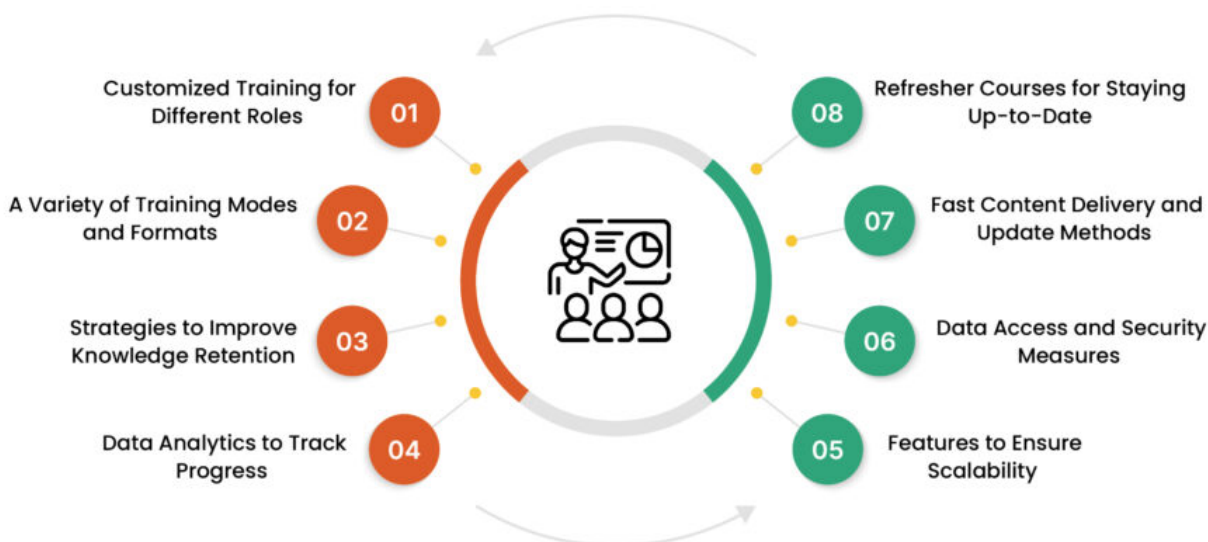 01
Customized Training for
Different Roles
02
A Variety of Training Modes
and Formats
03
Strategies to Improve
Knowledge Retention
04
Data Analytics to Track
Progress
05
Features to Ensure
Scalability
06
Data Access and Security
Measures
07
Fast Content Delivery and
Update Methods
08
Refresher Courses for Staying
Up-to-Date